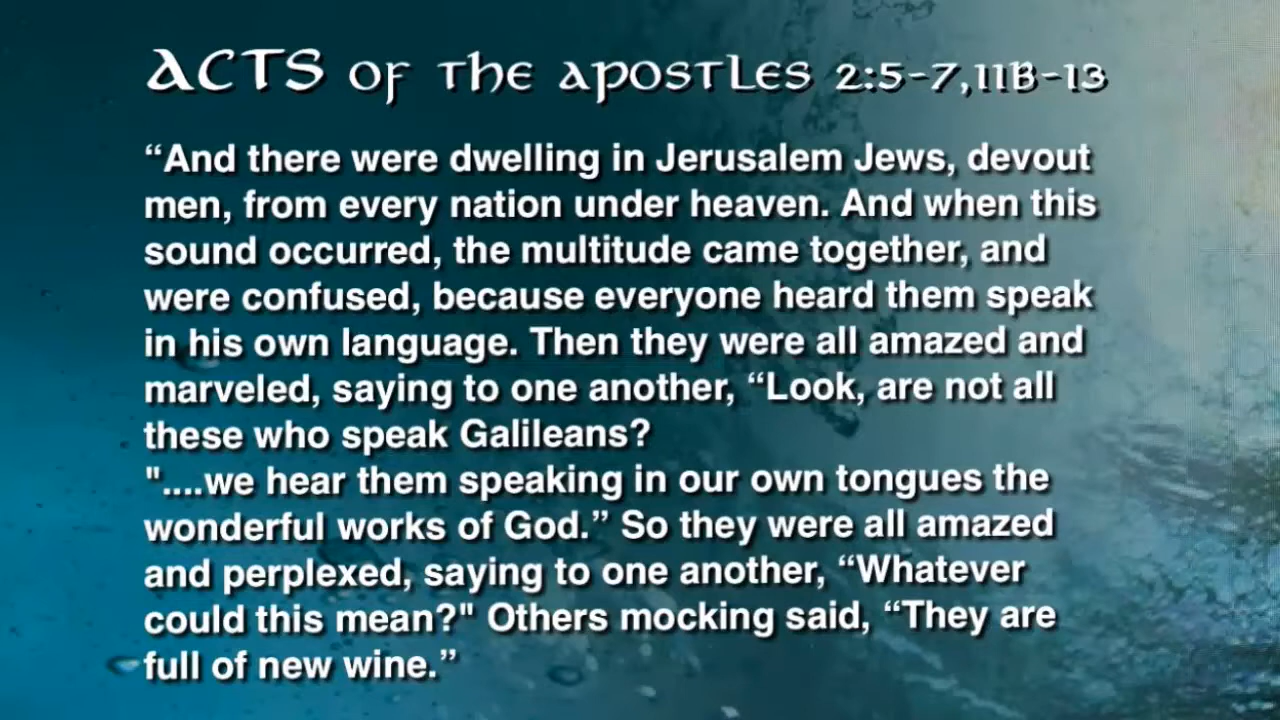 ACTS of the APOSTLES 2:5-7,11B-13
“And there were dwelling in Jerusalem Jews, devout
men, from every nation under heaven. And when this
sound occurred, the multitude came together, and
were confused, because everyone heard them speak
in his own language. Then they were all amazed and
marveled, saying to one another, “Look, are not all
these who speak Galileans?
"....we hear them speaking in our own tongues the
wonderful works of God.” So they were all amazed
and perplexed, saying to one another, “Whatever
could this mean?" Others mocking said, “They are
full of new wine.”